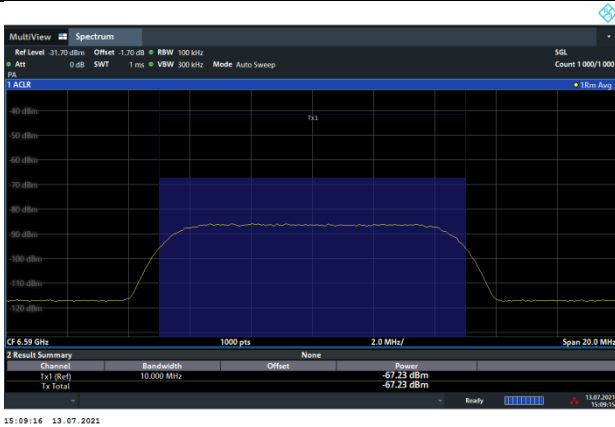 MultiView Spectrum
Ref Level -31.70 dBm Offset -1.70 dB RBW 100 kHz SGL
Att 0 dB SWT 1 ms VBW 300 kHz Mode Auto Sweep Count 1000/1000
PA
1 ACLR 1Rm Avg
-40 dBm
Tx1
-50 dBm
-60 dBm
-70 dBm
-80 dBm
-90 dBm
-100 dBm
-110 dBm
-120 dBm
CF 6.59 GHz 1000 pts 2.0 MHz/ Span 20.0 MHz
2 Result Summary None
Channel Bandwidth Offset Power
Tx1 (Ref) 10.000 MHz -67.23 dBm
Tx Total -67.23 dBm
Ready 13.07.2021
15:09:15
15:09:16 13.07.2021